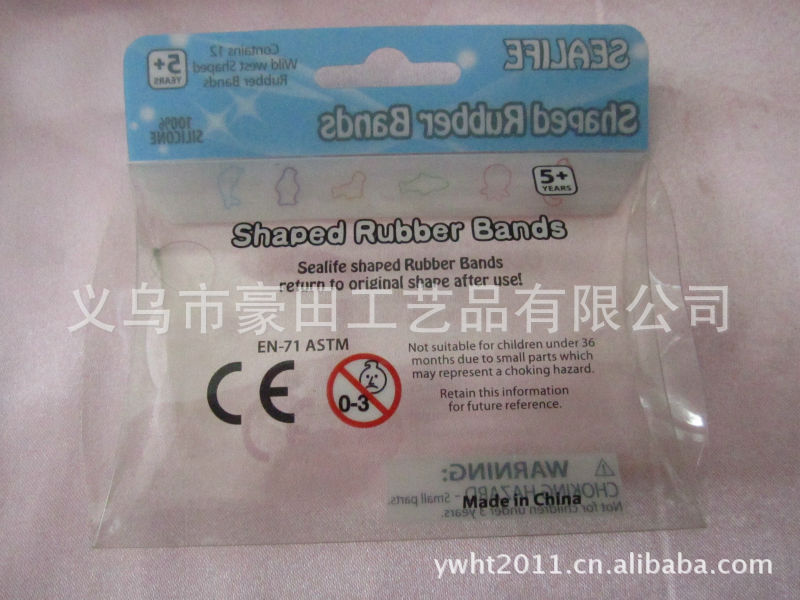 SEALIFE
Contains 12
Wild west Shaped
Rubber Bands
5+
YEARS
Shaped Rubber Bands
100%
SILICONE
5+
YEARS
Shaped Rubber Bands
Sealife shaped Rubber Bands
return to original shape after use!
义乌市豪田工艺品有限公司
EN-71 ASTM
CE
0-3
Not suitable for children under 36
months due to small parts which
may represent a choking hazard.
Retain this information
for future reference.
WARNING:
CHOKING HAZARD - Small parts.
Not for children under 3 years.
Made in China
ywht2011.cn.alibaba.com